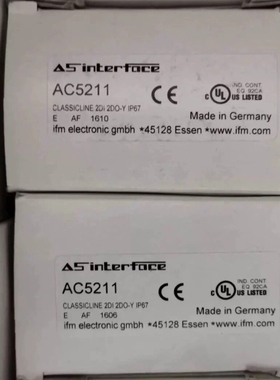 AS interface
AC5211
CE
c UL US LISTED
IND. CONT.
EQ. 92CA
CLASSICLINE 2DI 2DO-Y IP67
Made in Germany
E AF 1610
ifm electronic gmbh •45128 Essen •www.ifm.com
AS interface
AC5211
CE
c UL US LISTED
IND. CONT.
EQ. 92CA
CLASSICLINE 2DI 2DO-Y IP67
Made in Germany
E AF 1606
ifm electronic gmbh •45128 Essen •www.ifm.com